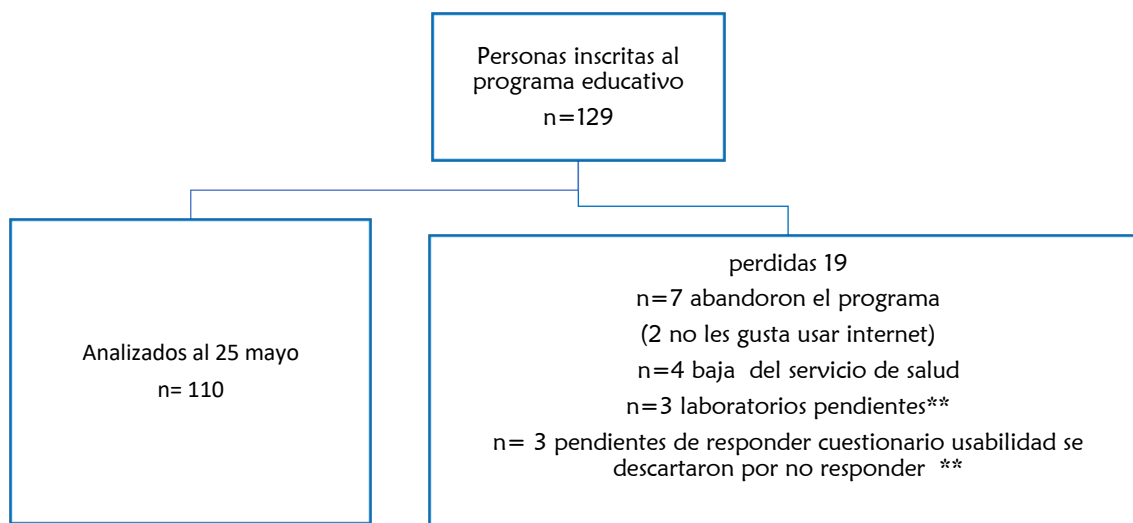 Personas inscritas al
programa educativo
n=129
Analizados al 25 mayo
n= 110
perdidas 19
n=7 abandoron el programa
(2 no les gusta usar internet)
n=4 baja del servicio de salud
n=3 laboratorios pendientes**
n= 3 pendientes de responder cuestionario usabilidad se
descartaron por no responder **